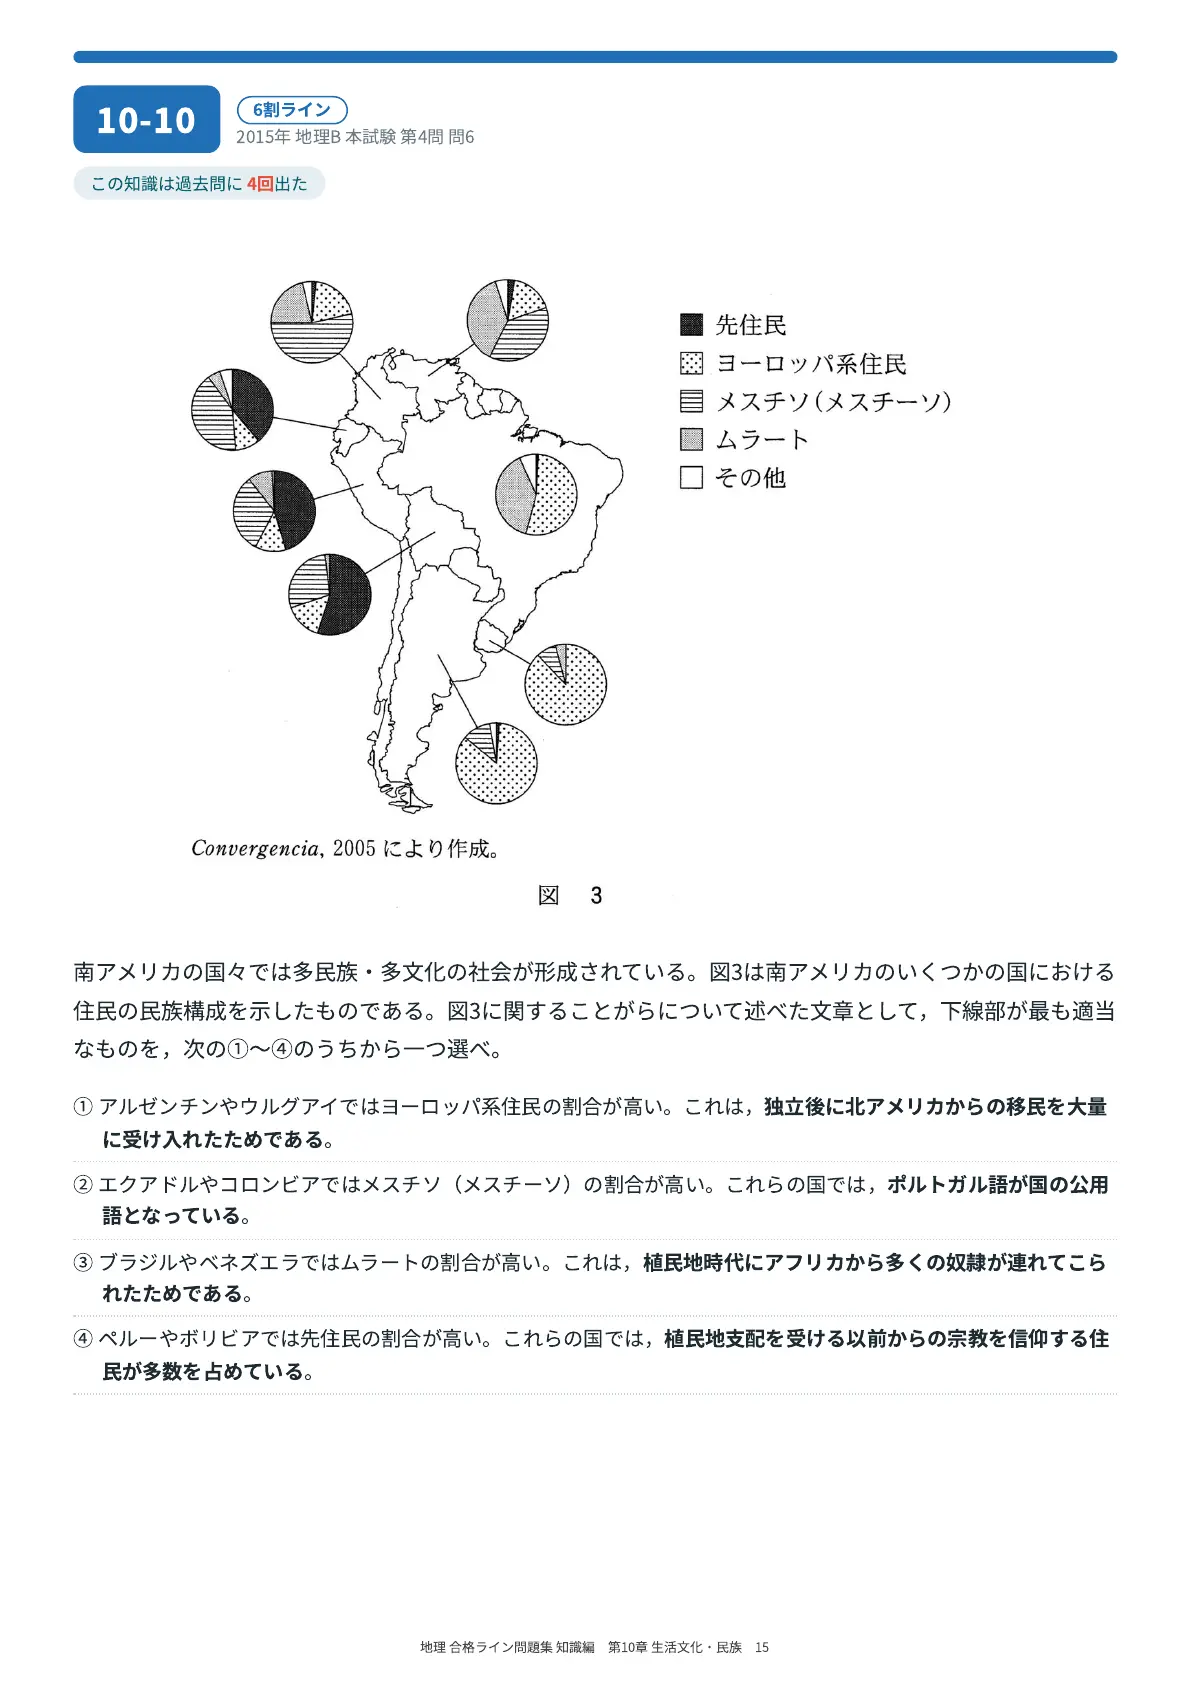 10-10
6割ライン
2015年 地理B 本試験 第4問 問6
この知識は過去問に 4回出た
先住民
ヨーロッパ系住民
メスチソ(メスチーソ)
ムラート
その他
Convergencia, 2005 により作成。
図 3
南アメリカの国々では多民族・多文化の社会が形成されている。図3は南アメリカのいくつかの国における
住民の民族構成を示したものである。図3に関することがらについて述べた文章として，下線部が最も適当
なものを，次の①〜④のうちから一つ選べ。
① アルゼンチンやウルグアイではヨーロッパ系住民の割合が高い。これは，独立後に北アメリカからの移民を大量
に受け入れたためである。
② エクアドルやコロンビアではメスチソ（メスチーソ）の割合が高い。これらの国では，ポルトガル語が国の公用
語となっている。
③ ブラジルやベネズエラではムラートの割合が高い。これは，植民地時代にアフリカから多くの奴隷が連れてこら
れたためである。
④ ペルーやボリビアでは先住民の割合が高い。これらの国では，植民地支配を受ける以前からの宗教を信仰する住
民が多数を占めている。
地理 合格ライン問題集 知識編 第10章 生活文化・民族 15